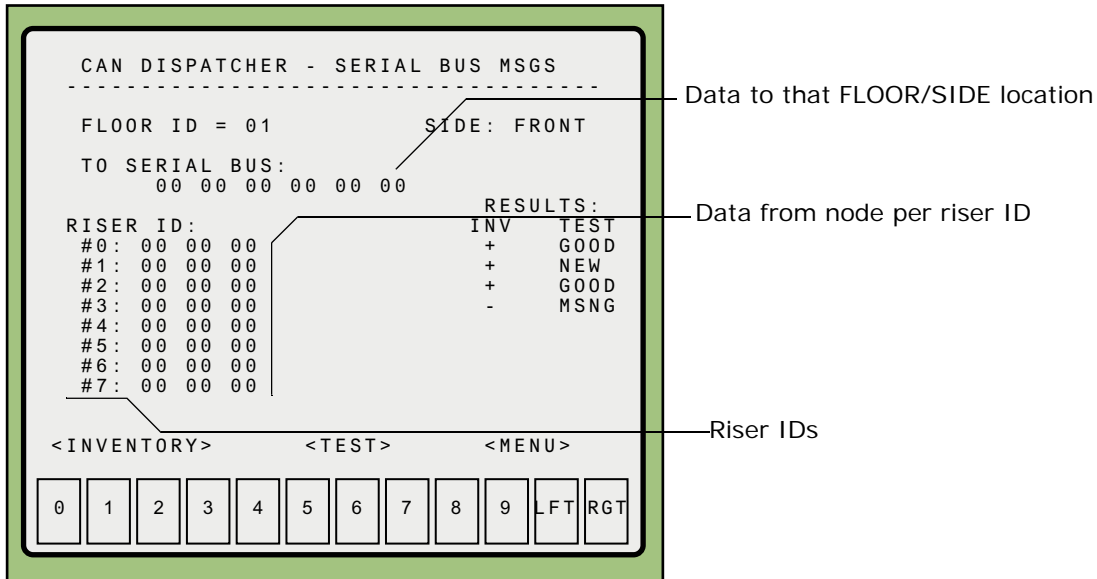 CAN DISPATCHER - SERIAL BUS MSGS
------------------------------------
Data to that FLOOR/SIDE location
FLOOR ID = 01 SIDE: FRONT
TO SERIAL BUS:
00 00 00 00 00 00
RESULTS:
Data from node per riser ID
RISER ID: INV TEST
#0: 00 00 00 + GOOD
#1: 00 00 00 + NEW
#2: 00 00 00 + GOOD
#3: 00 00 00 - MSNG
#4: 00 00 00
#5: 00 00 00
#6: 00 00 00
#7: 00 00 00
Riser IDs
<INVENTORY> <TEST> <MENU>
0 1 2 3 4 5 6 7 8 9 LFT RGT